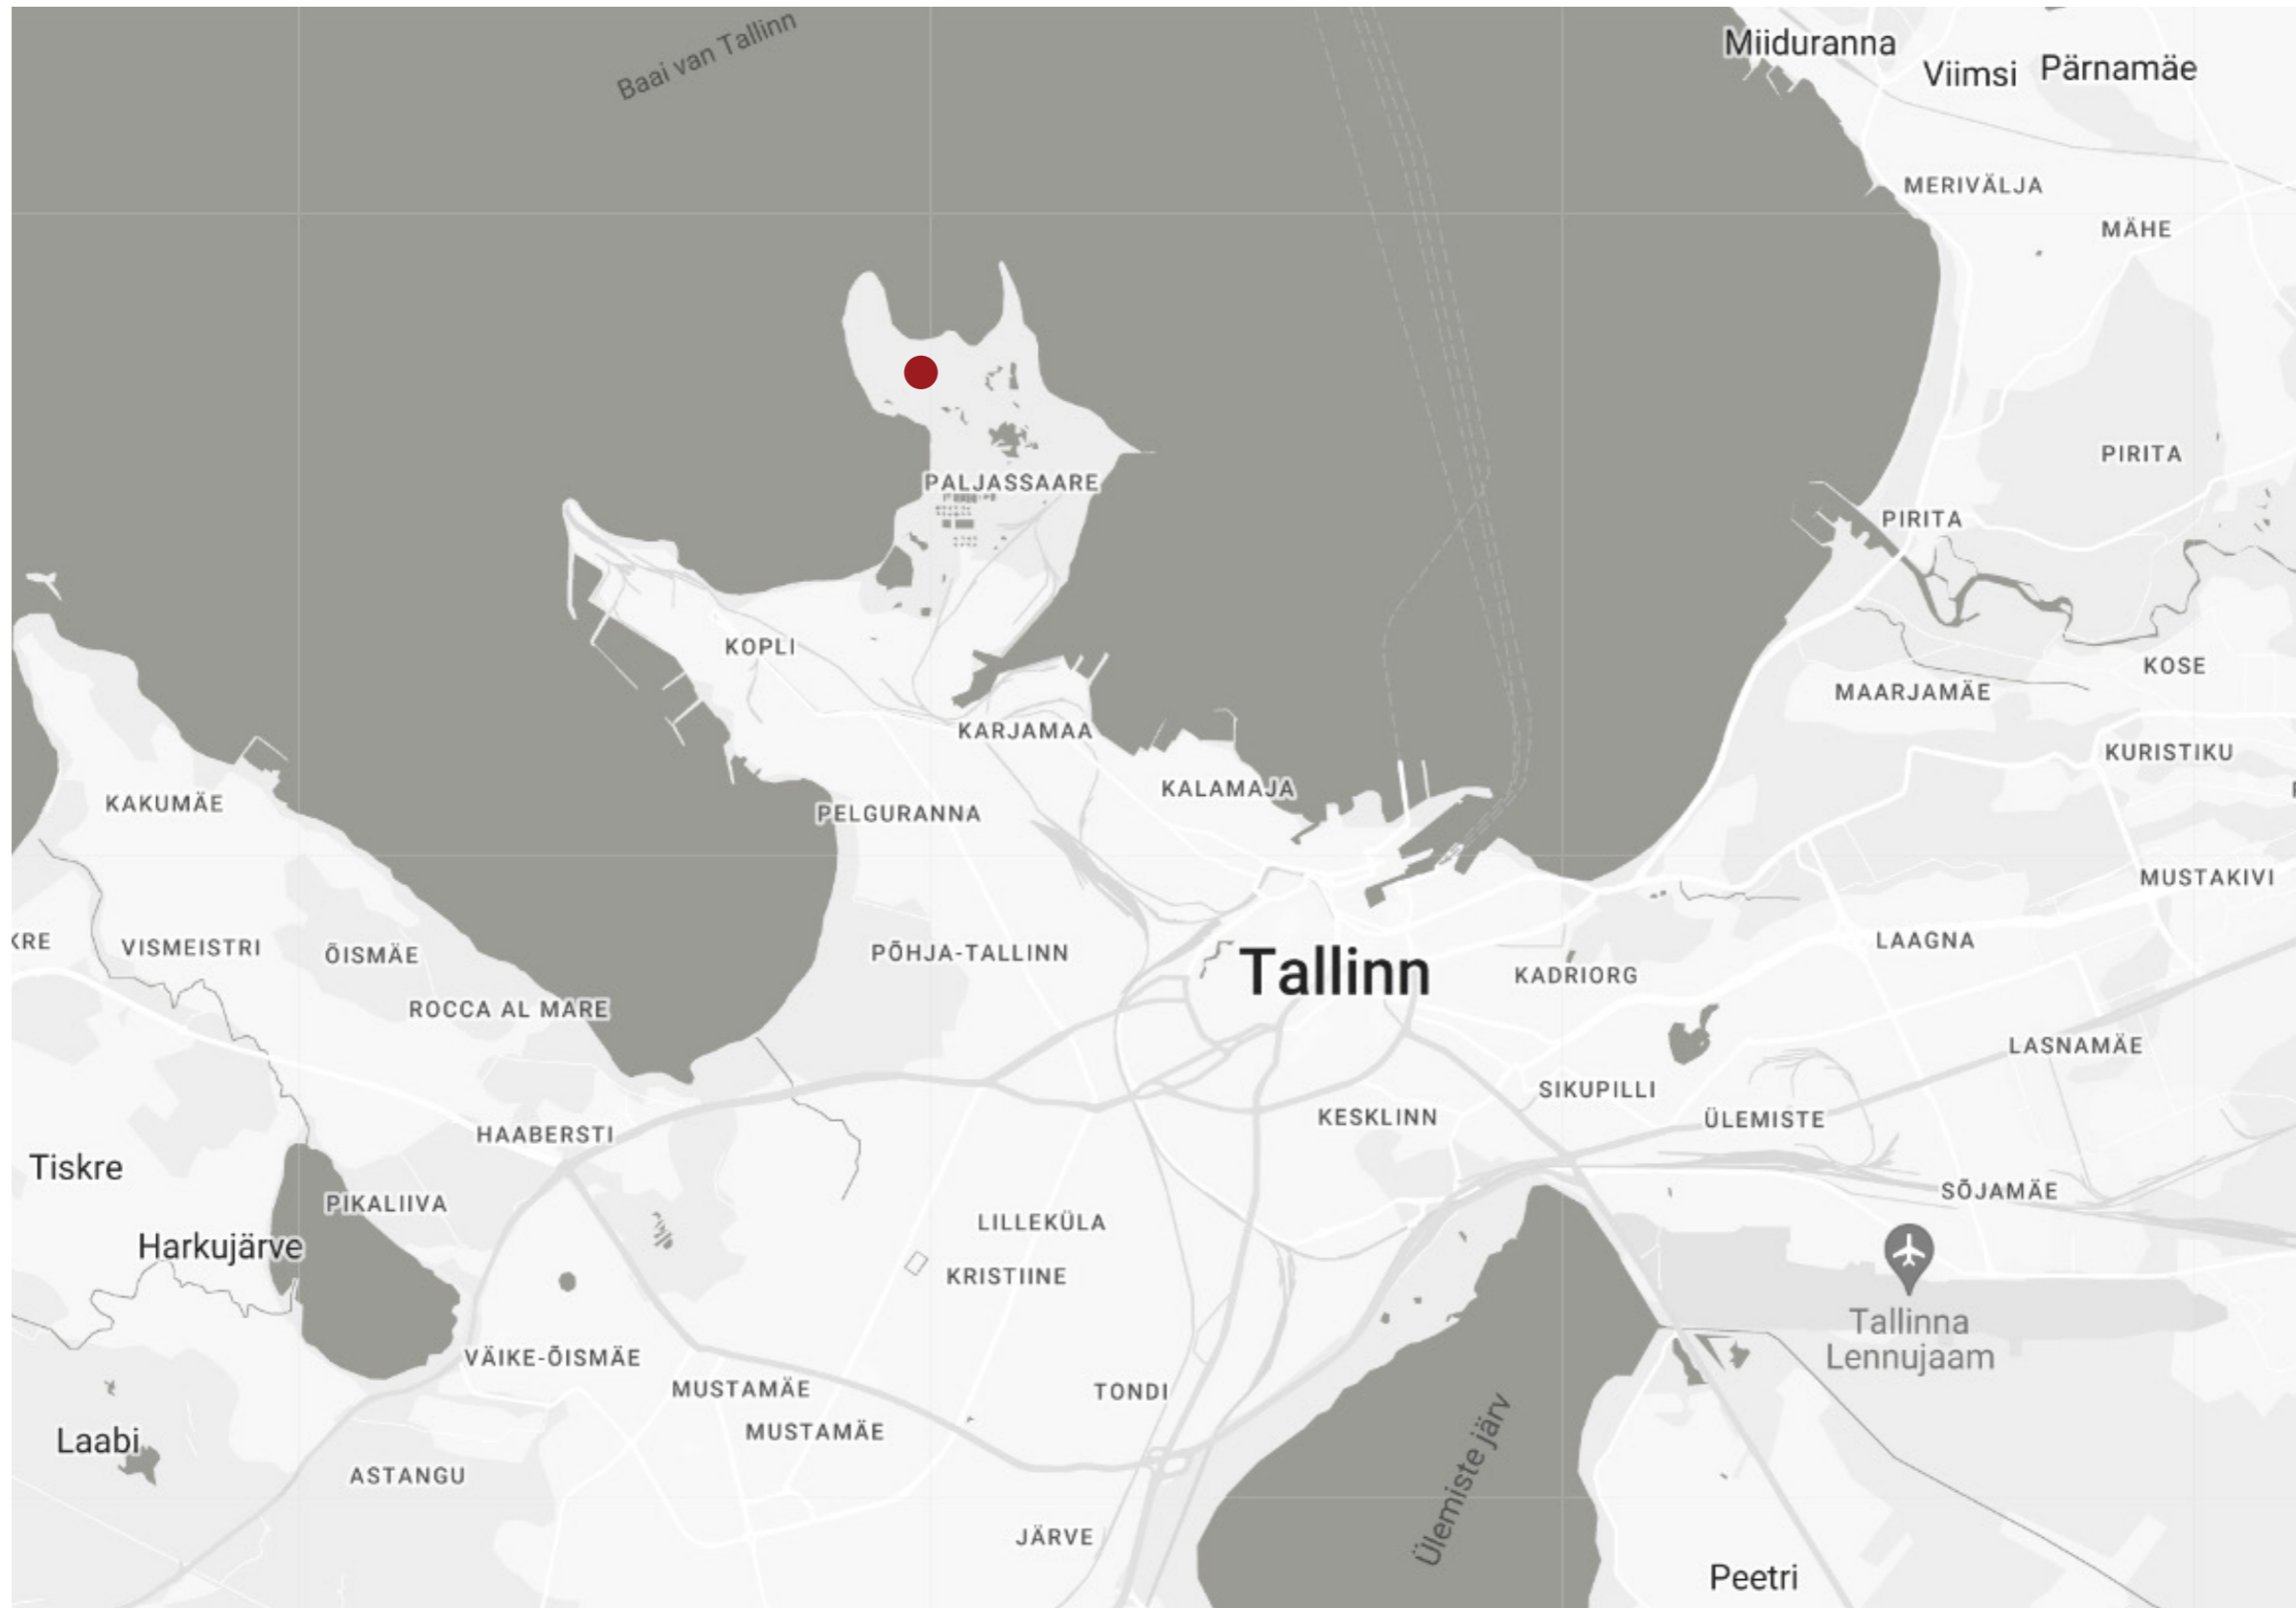 Baai van Tallinn
Miiduranna
Viimsi
Pärnamäe
MERIVÄLJA
MÄHE
PIRITA
PALJASSAARE
PIRITA
KOPLI
KOSE
MAARJAMÄE
KARJAMAA
KURISTIKU
KALAMAJA
KAKUMÄE
PELGURANNA
MUSTAKIVI
KRE
VISMEISTRI
ÕISMÄE
PÕHJA-TALLINN
Tallinn
KADRIORG
LAAGNA
ROCCA AL MARE
LASNAMÄE
SIKUPILLI
KESKLINN
ÜLEMISTE
HAABERSTI
Tiskre
PIKALIIVA
SÕJAMÄE
LILLEKÜLA
Harkujärve
KRISTIINE
Tallinna
Lennujaam
VÄIKE-ÕISMÄE
MUSTAMÄE
TONDI
MUSTAMÄE
Laabi
ASTANGU
Ülemiste järv
JÄRVE
Peetri